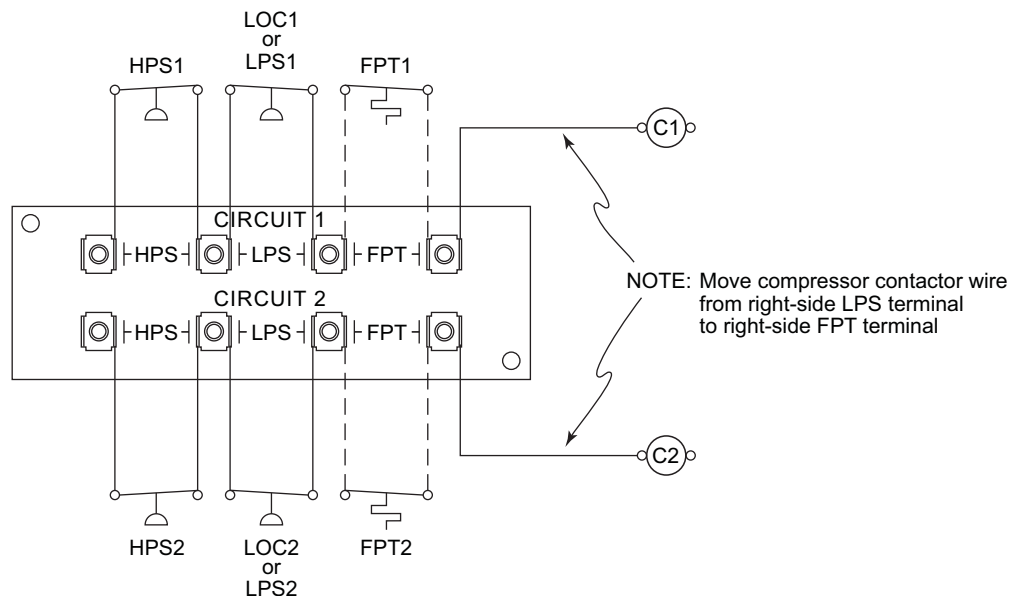 LOC1
or
LPS1
HPS1
FPT1
C1
CIRCUIT 1
HPS
LPS
FPT
NOTE: Move compressor contactor wire
from right-side LPS terminal
to right-side FPT terminal
CIRCUIT 2
HPS
LPS
FPT
C2
HPS2
LOC2
or
LPS2
FPT2